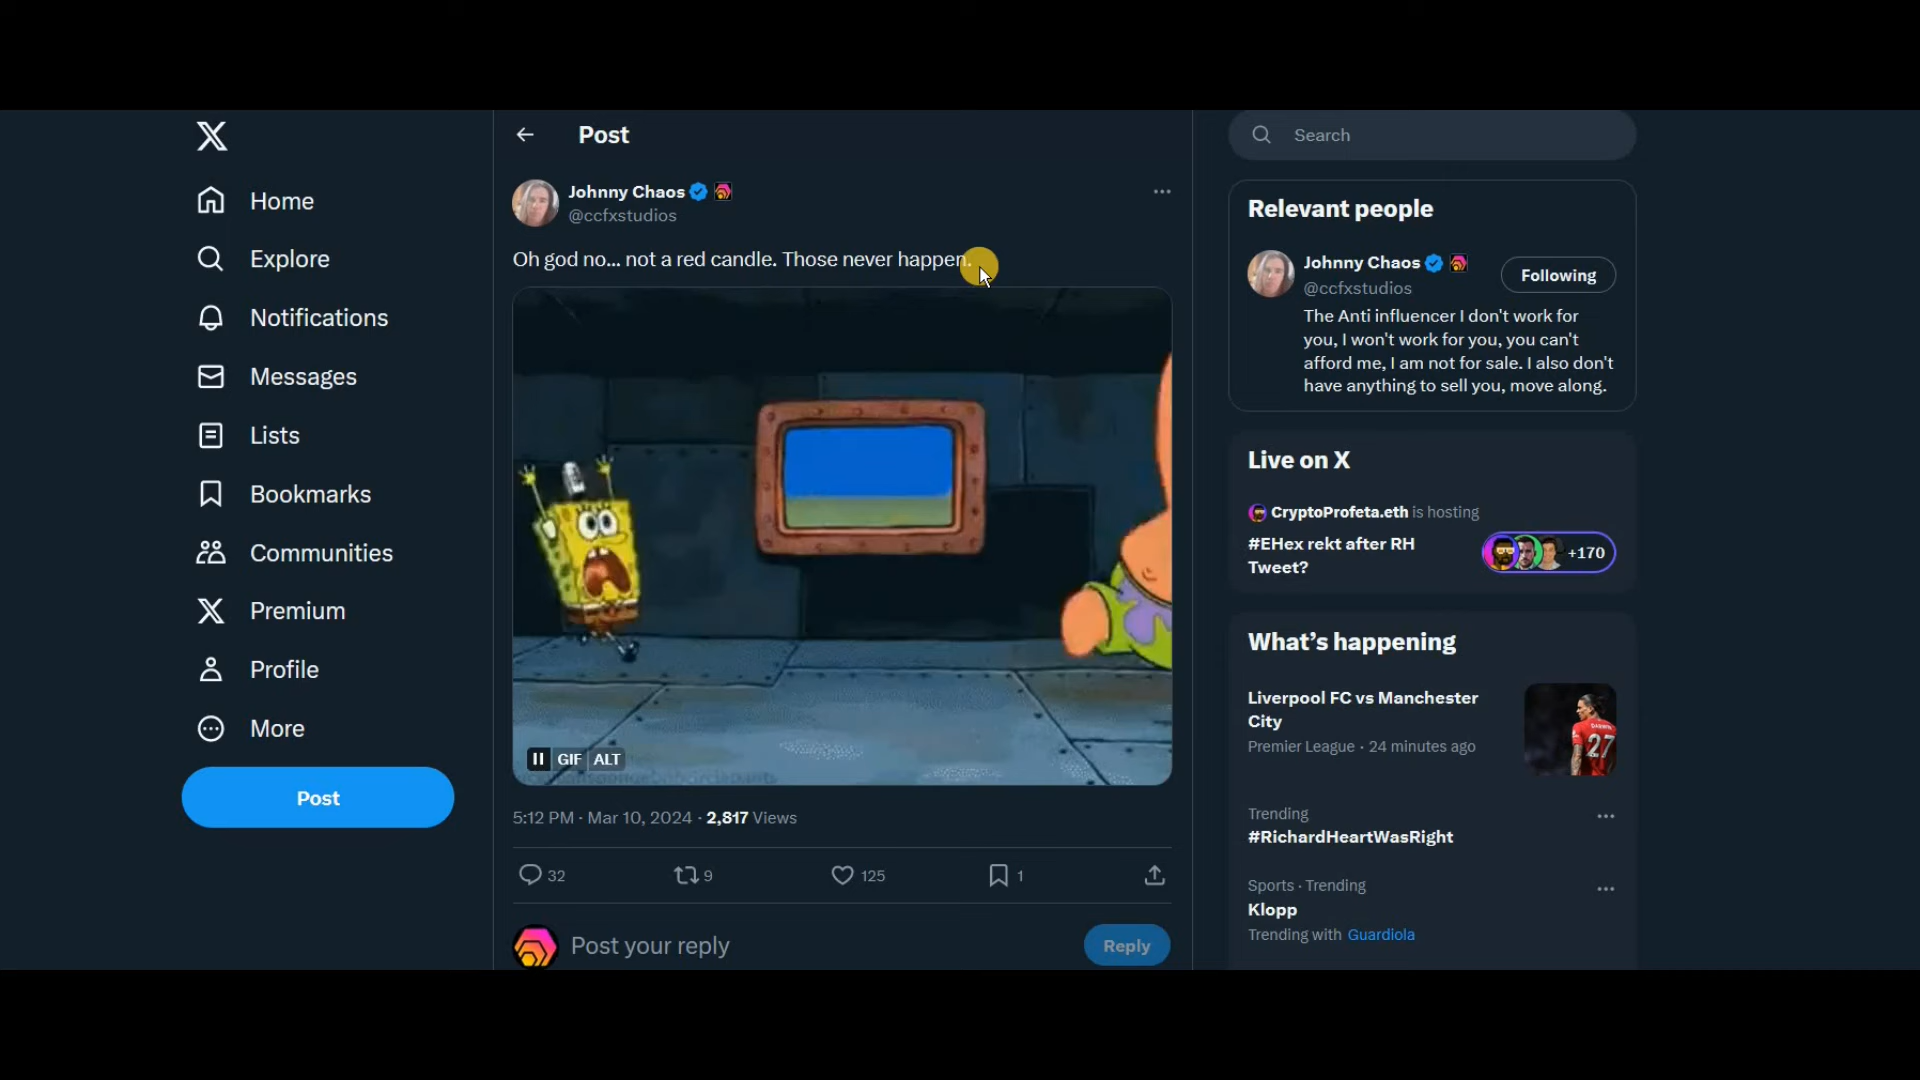 Home
Explore
Notifications
Messages
Lists
Bookmarks
Communities
Premium
Profile
More
Post
Post
Johnny Chaos
@ccfxstudios
Oh god no... not a red candle. Those never happen.
GIF ALT
5:12 PM · Mar 10, 2024 · 2,817 Views
32 9 125 1
Post your reply
Reply
Search
Relevant people
Johnny Chaos
@ccfxstudios
Following
The Anti influencer I don't work for
you, I won't work for you, you can't
afford me, I am not for sale. I also don't
have anything to sell you, move along.
Live on X
CryptoProfeta.eth is hosting
#EHex rekt after RH
Tweet?
+170
What's happening
Liverpool FC vs Manchester
City
Premier League · 24 minutes ago
DARWIN
27
Trending
#RichardHeartWasRight
Sports · Trending
Klopp
Trending with Guardiola